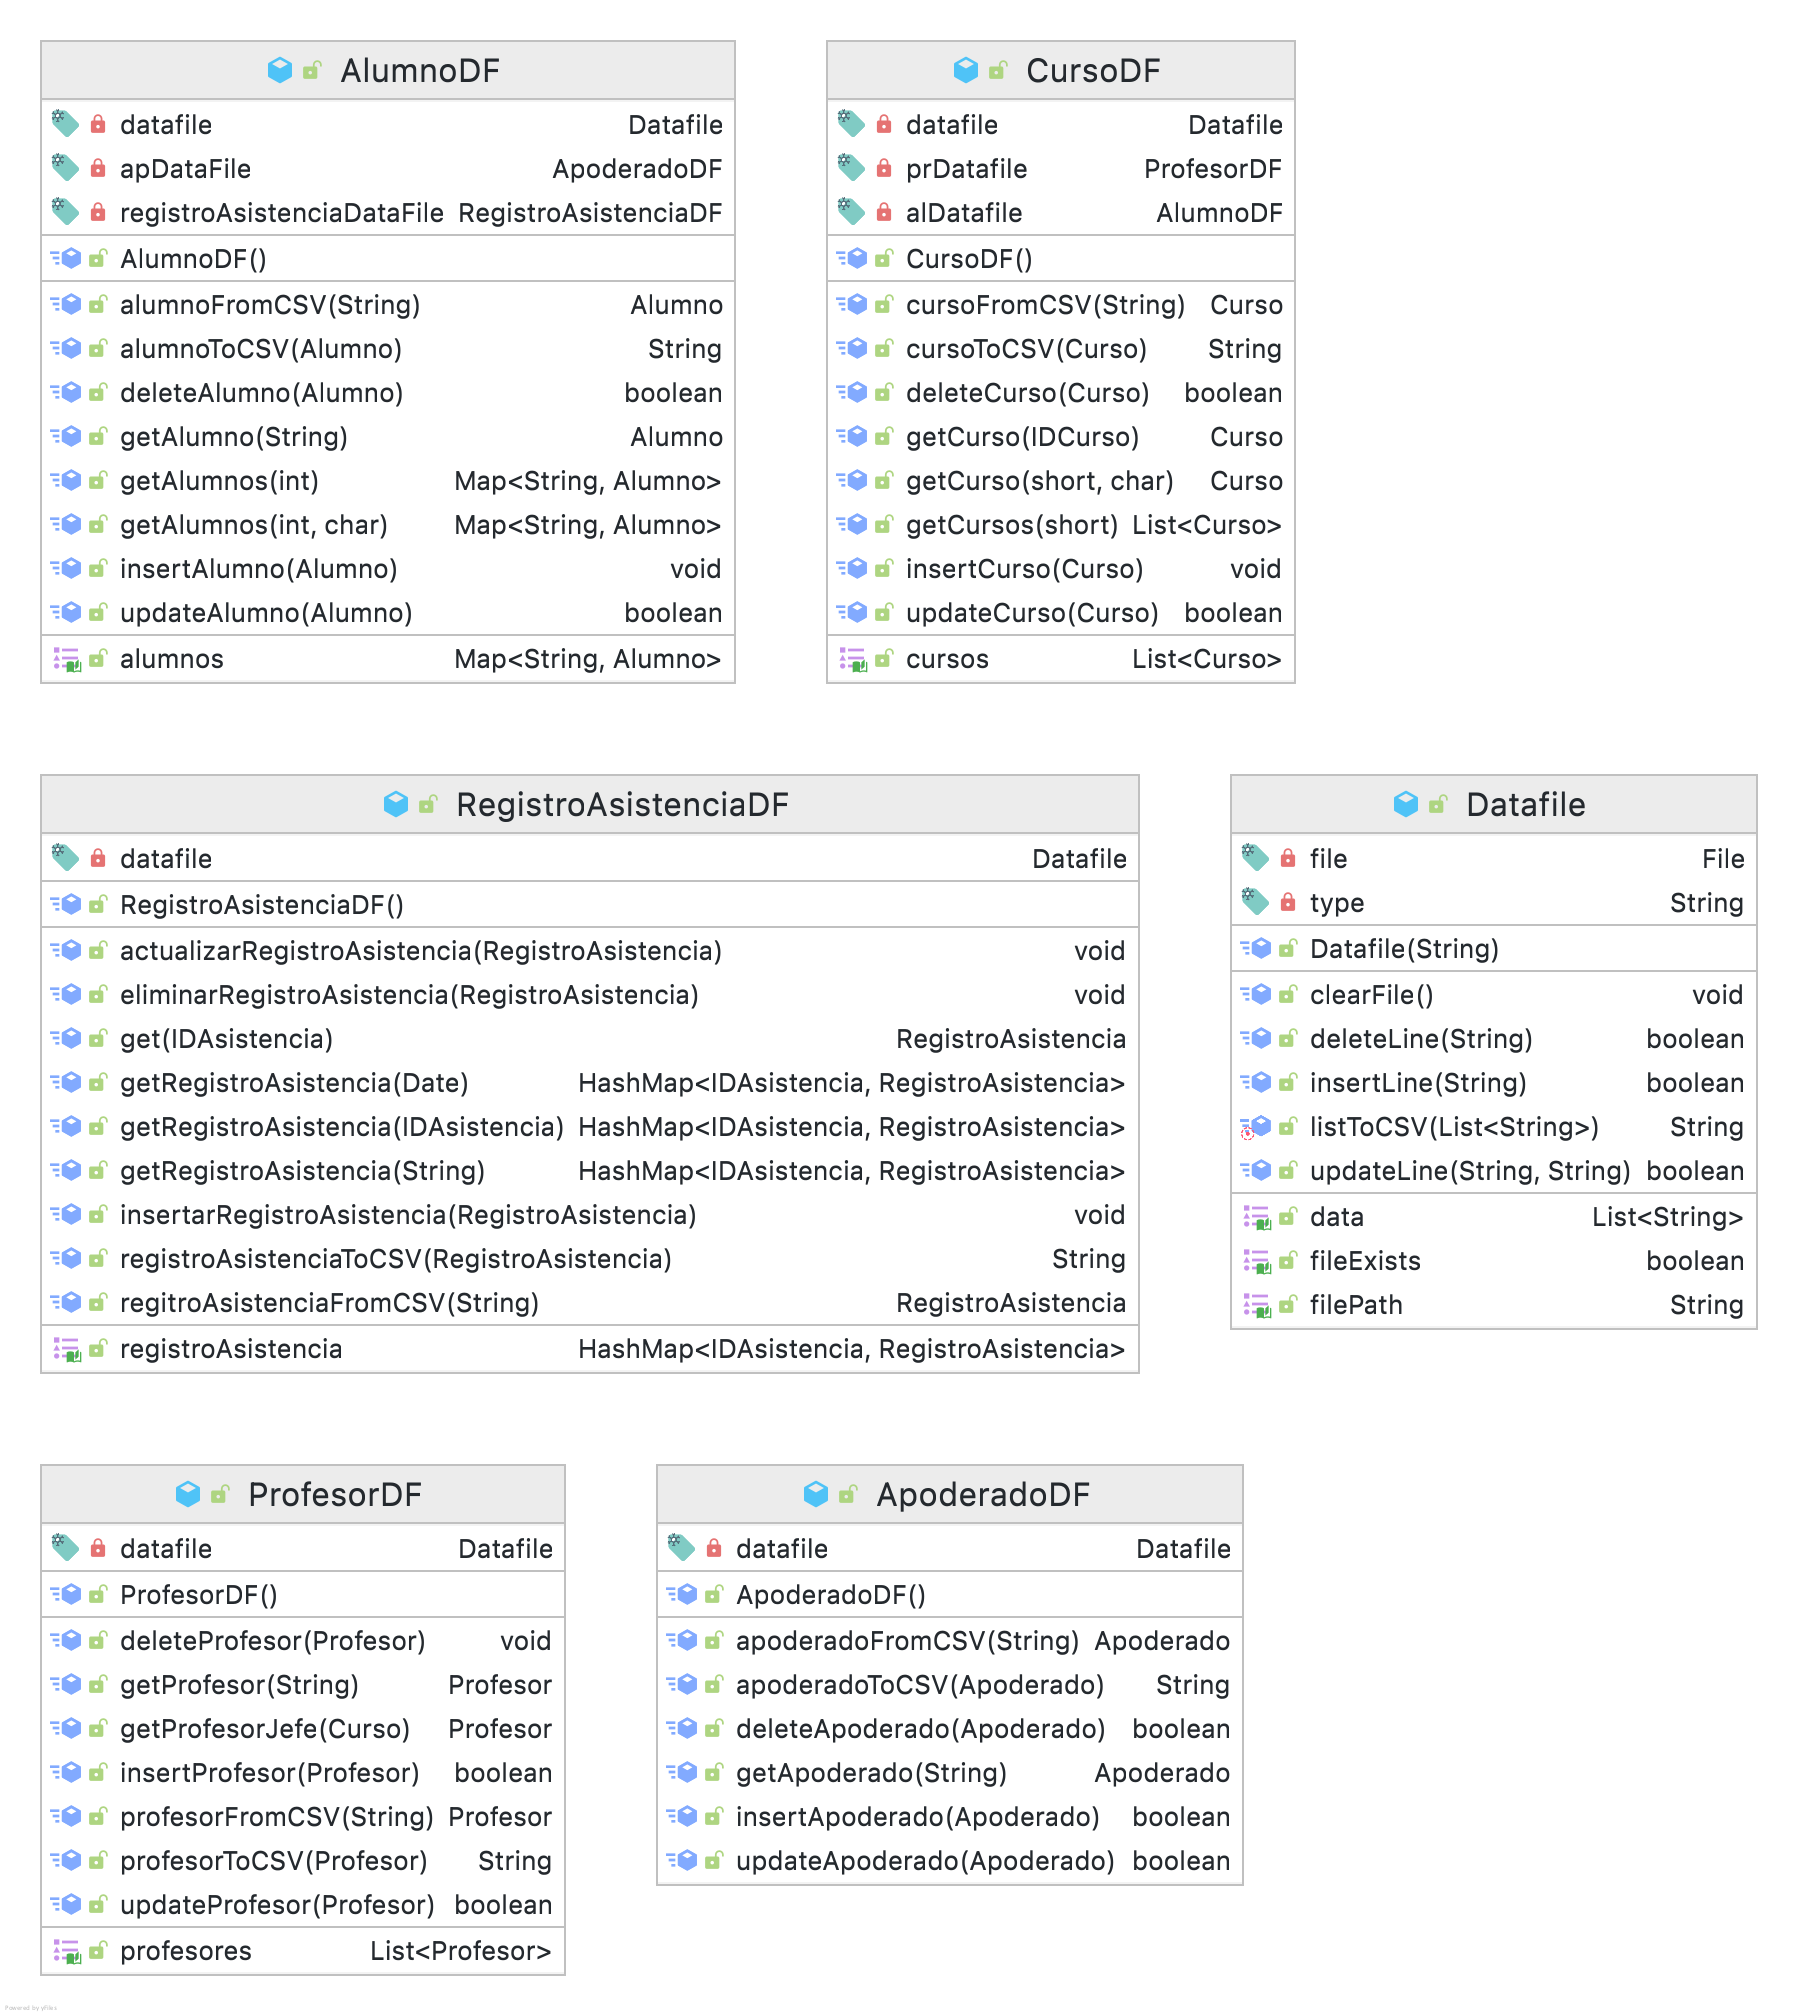 AlumnoDF
datafile Datafile
apDataFile ApoderadoDF
registroAsistenciaDataFile RegistroAsistenciaDF
AlumnoDF()
alumnoFromCSV(String) Alumno
alumnoToCSV(Alumno) String
deleteAlumno(Alumno) boolean
getAlumno(String) Alumno
getAlumnos(int) Map<String, Alumno>
getAlumnos(int, char) Map<String, Alumno>
insertAlumno(Alumno) void
updateAlumno(Alumno) boolean
alumnos Map<String, Alumno>
CursoDF
datafile Datafile
prDatafile ProfesorDF
alDatafile AlumnoDF
CursoDF()
cursoFromCSV(String) Curso
cursoToCSV(Curso) String
deleteCurso(Curso) boolean
getCurso(IDCurso) Curso
getCurso(short, char) Curso
getCursos(short) List<Curso>
insertCurso(Curso) void
updateCurso(Curso) boolean
cursos List<Curso>
RegistroAsistenciaDF
datafile Datafile
RegistroAsistenciaDF()
actualizarRegistroAsistencia(RegistroAsistencia) void
eliminarRegistroAsistencia(RegistroAsistencia) void
get(IDAsistencia) RegistroAsistencia
getRegistroAsistencia(Date) HashMap<IDAsistencia, RegistroAsistencia>
getRegistroAsistencia(IDAsistencia) HashMap<IDAsistencia, RegistroAsistencia>
getRegistroAsistencia(String) HashMap<IDAsistencia, RegistroAsistencia>
insertarRegistroAsistencia(RegistroAsistencia) void
registroAsistenciaToCSV(RegistroAsistencia) String
regitroAsistenciaFromCSV(String) RegistroAsistencia
registroAsistencia HashMap<IDAsistencia, RegistroAsistencia>
Datafile
file File
type String
Datafile(String)
clearFile() void
deleteLine(String) boolean
insertLine(String) boolean
listToCSV(List<String>) String
updateLine(String, String) boolean
data List<String>
fileExists boolean
filePath String
ProfesorDF
datafile Datafile
ProfesorDF()
deleteProfesor(Profesor) void
getProfesor(String) Profesor
getProfesorJefe(Curso) Profesor
insertProfesor(Profesor) boolean
profesorFromCSV(String) Profesor
profesorToCSV(Profesor) String
updateProfesor(Profesor) boolean
profesores List<Profesor>
ApoderadoDF
datafile Datafile
ApoderadoDF()
apoderadoFromCSV(String) Apoderado
apoderadoToCSV(Apoderado) String
deleteApoderado(Apoderado) boolean
getApoderado(String) Apoderado
insertApoderado(Apoderado) boolean
updateApoderado(Apoderado) boolean
Powered by yFiles